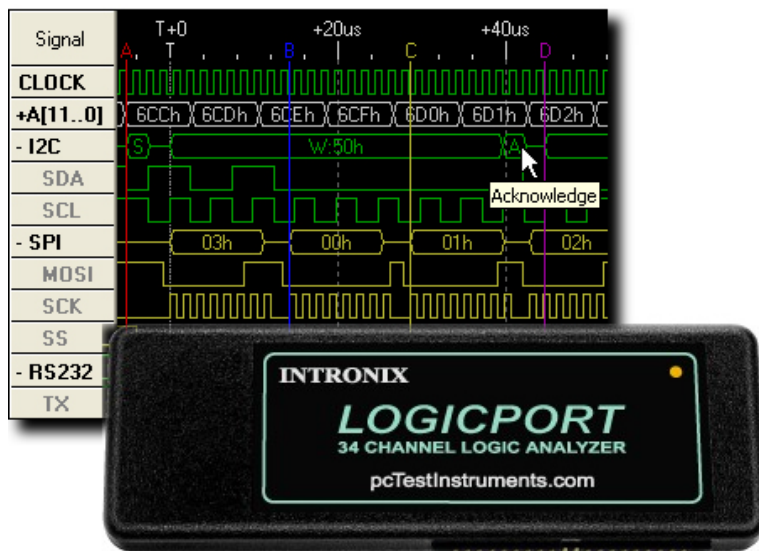 Signal
T+0 +20us +40us
A T B C D
CLOCK
+A[11..0] 6CCh 6CDh 6CEh 6CFh 6D0h 6D1h 6D2h
- I2C S W:50h A
Acknowledge
SDA
SCL
- SPI 03h 00h 01h 02h
MOSI
SCK
SS
- RS232
TX
INTRONIX
LOGICPORT
34 CHANNEL LOGIC ANALYZER
pcTestInstruments.com